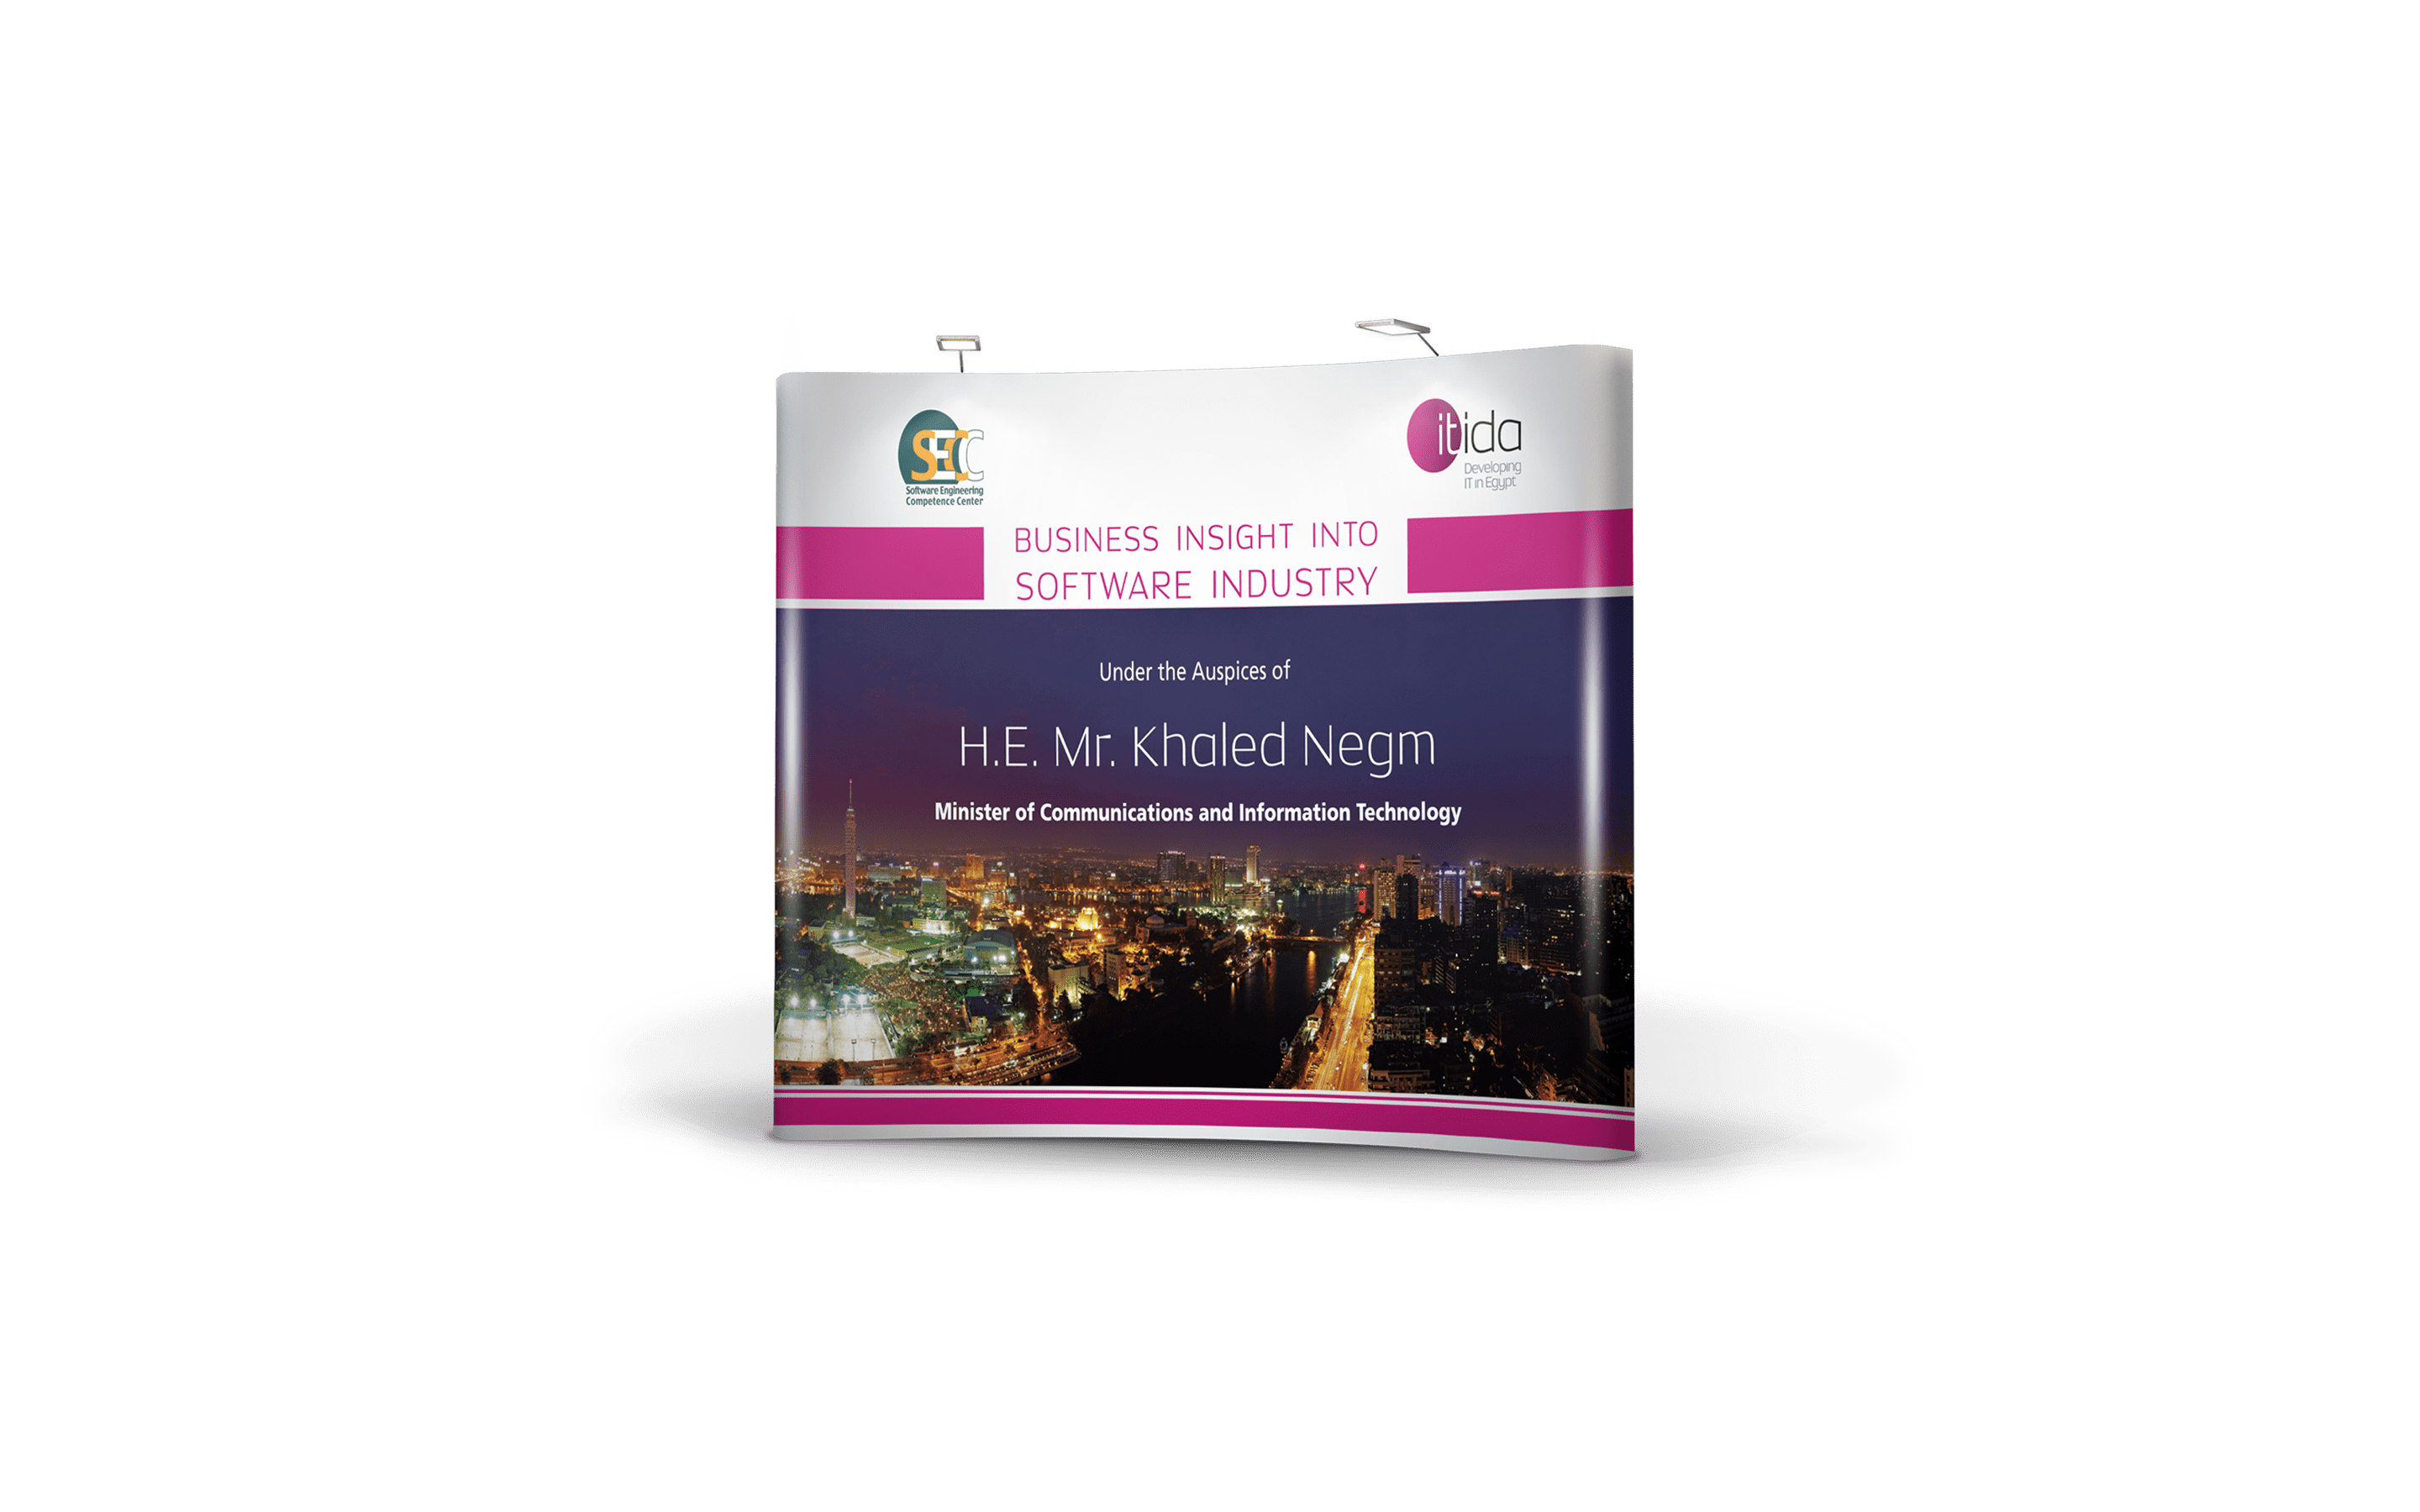 SECC
Software Engineering
Competence Center
itida
Developing
IT in Egypt
BUSINESS INSIGHT INTO
SOFTWARE INDUSTRY
Under the Auspices of
H.E. Mr. Khaled Negm
Minister of Communications and Information Technology